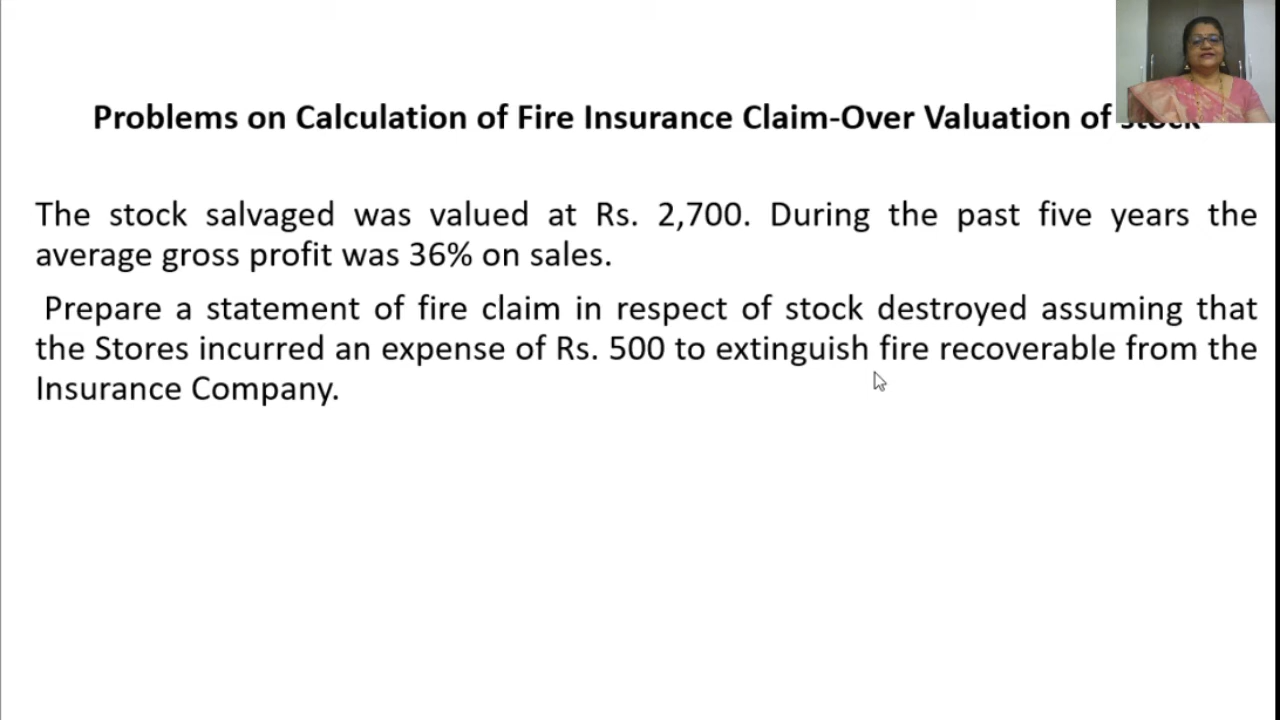 Problems on Calculation of Fire Insurance Claim-Over Valuation of
The stock salvaged was valued at Rs. 2,700. During the past five years the
average gross profit was 36% on sales.
Prepare a statement of fire claim in respect of stock destroyed assuming that
the Stores incurred an expense of Rs. 500 to extinguish fire recoverable from the
Insurance Company.